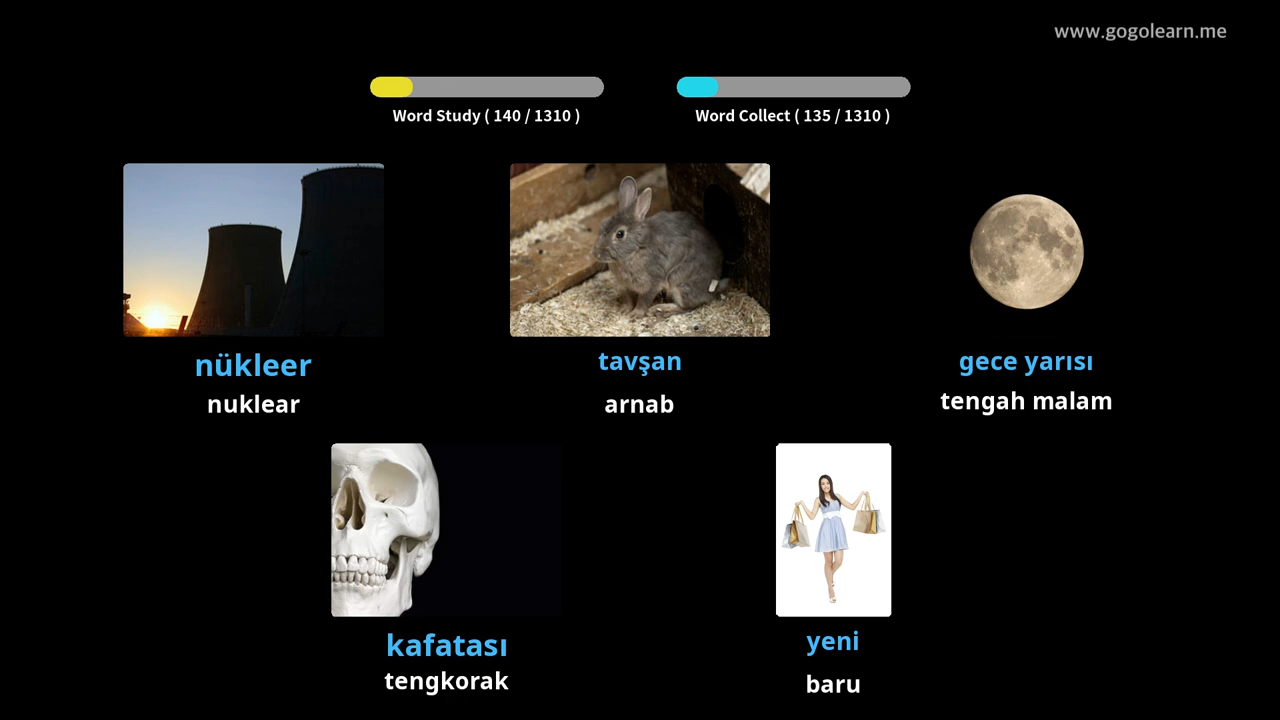 www.gogolearn.me
Word Study ( 140 / 1310 )
Word Collect ( 135 / 1310 )
nükleer
nuklear
tavşan
arnab
gece yarısı
tengah malam
kafatası
tengkorak
yeni
baru